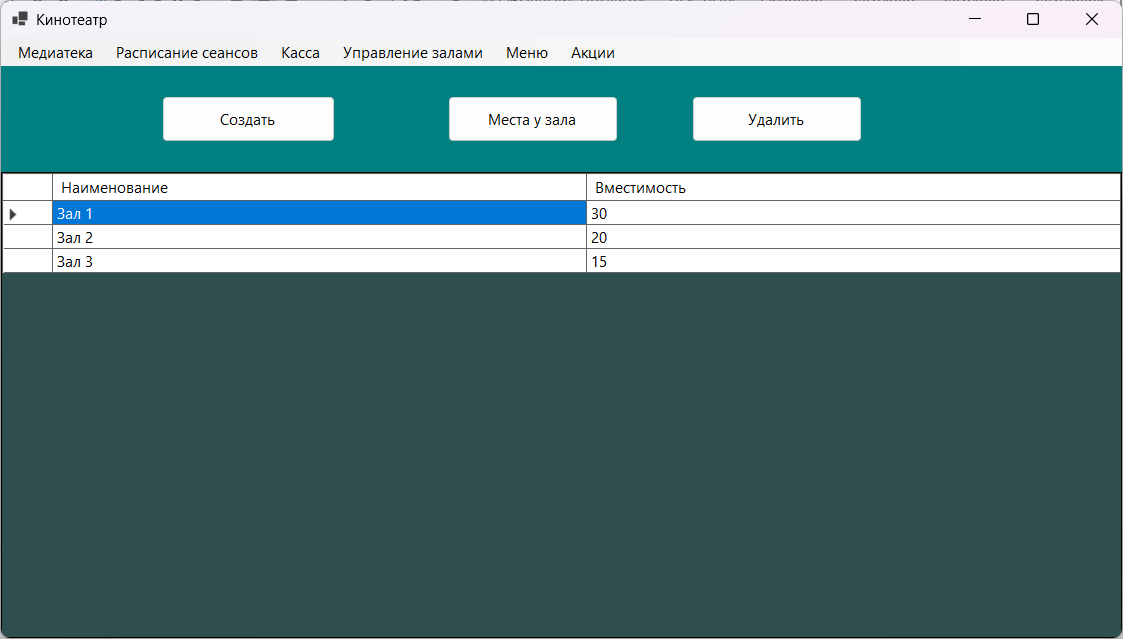 Кинотеатр
Медиатека Расписание сеансов Касса Управление залами Меню Акции
Создать Места у зала Удалить
Наименование Вместимость
Зал 1 30
Зал 2 20
Зал 3 15